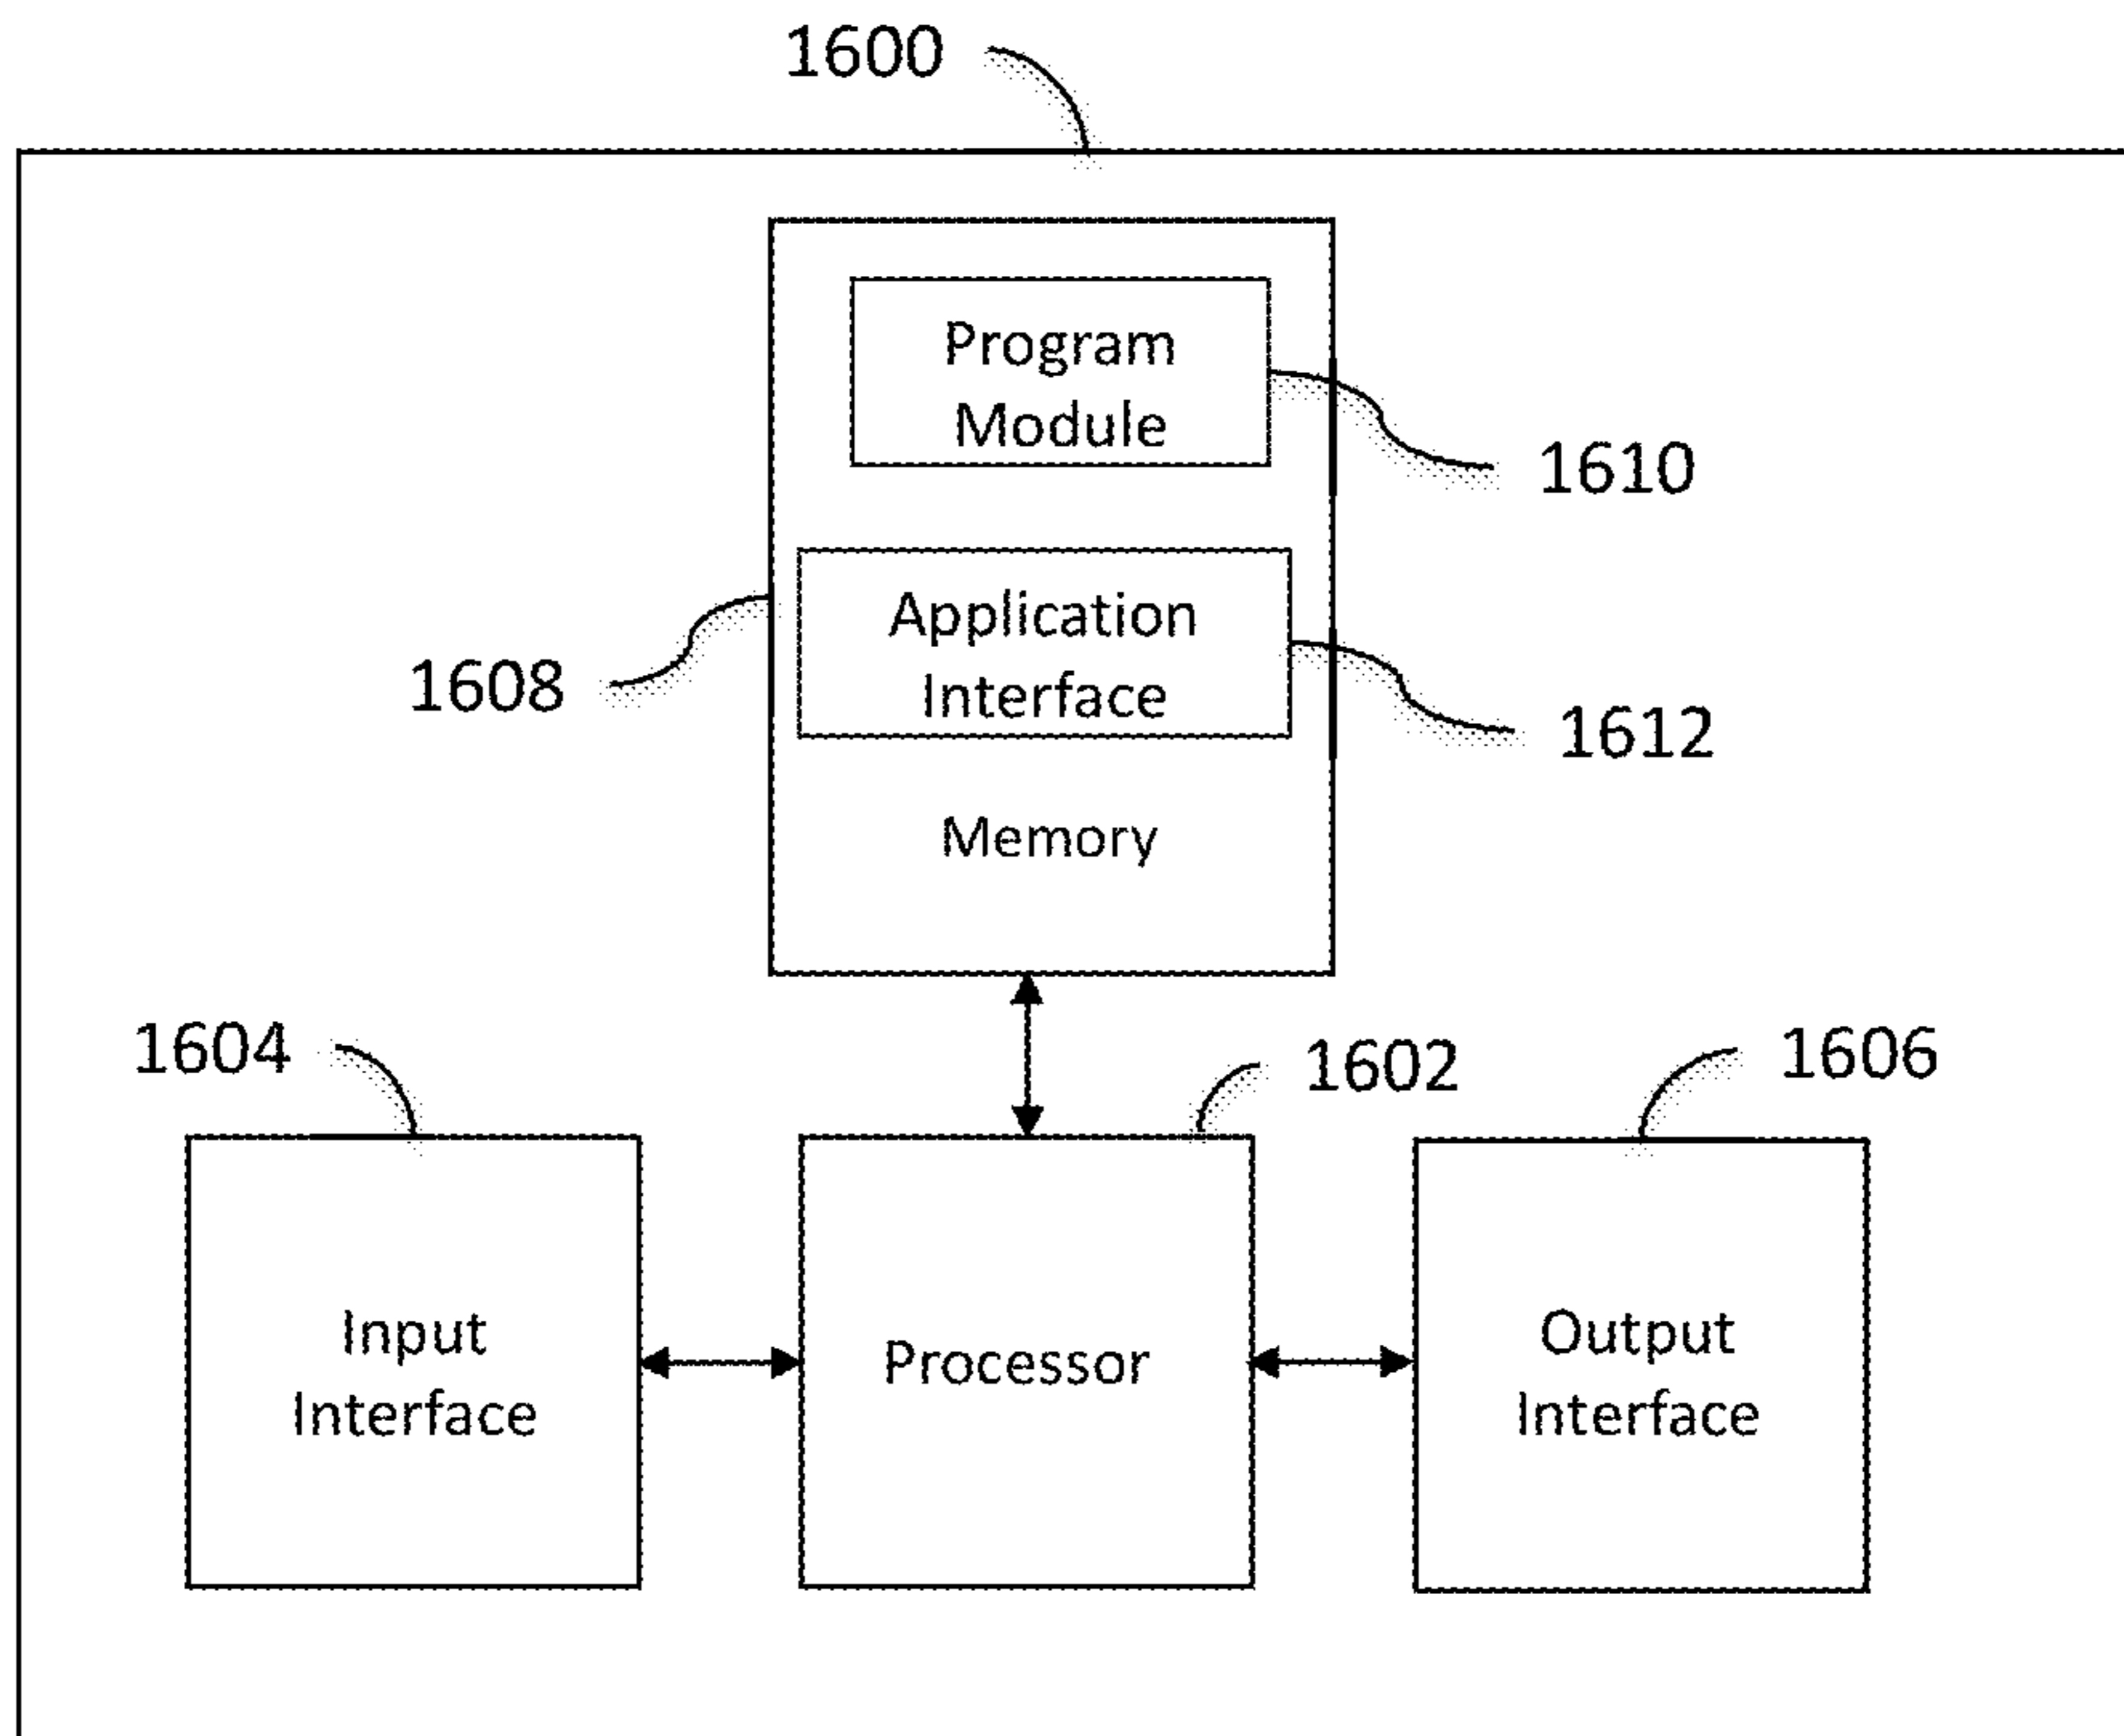 1600
Program
Module
1610
Application
Interface
1608
1612
Memory
1604
1602
1606
Input
Interface
Processor
Output
Interface